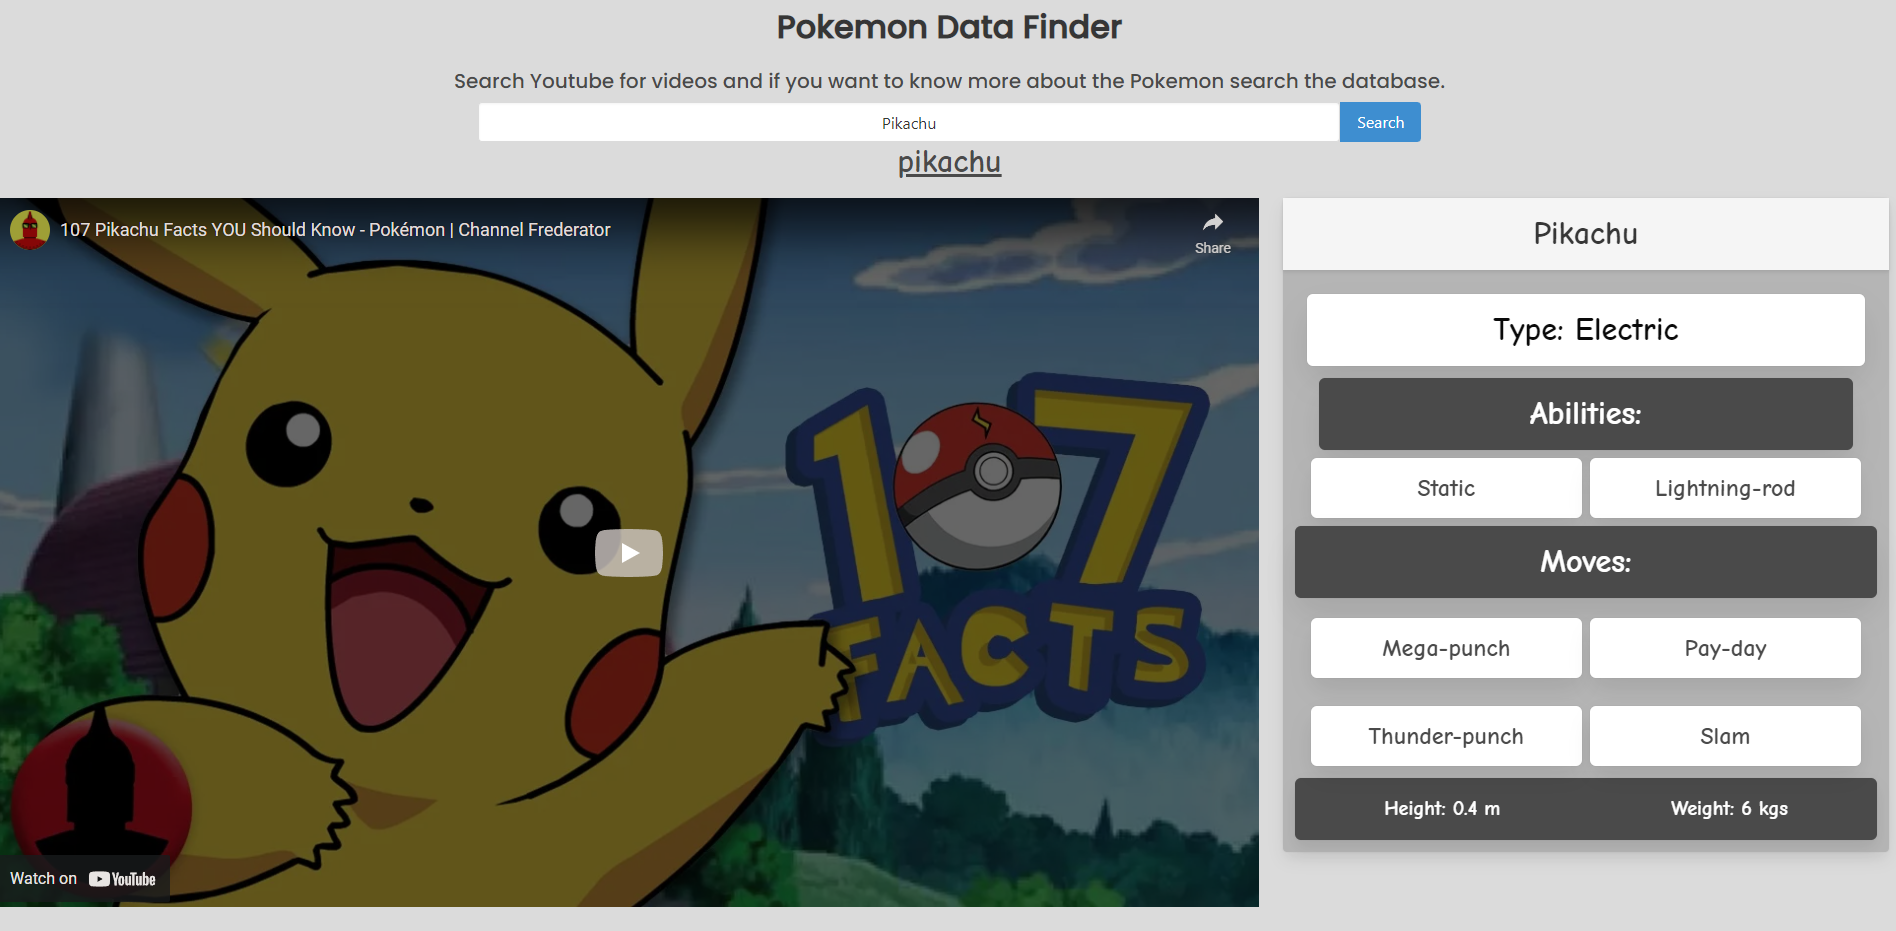 Pokemon Data Finder
Search Youtube for videos and if you want to know more about the Pokemon search the database.
Pikachu
Search
pikachu
107 Pikachu Facts YOU Should Know - Pokémon | Channel Frederator
Share
107
FACTS
Watch on YouTube
Pikachu
Type: Electric
Abilities:
Static Lightning-rod
Moves:
Mega-punch Pay-day
Thunder-punch Slam
Height: 0.4 m Weight: 6 kgs